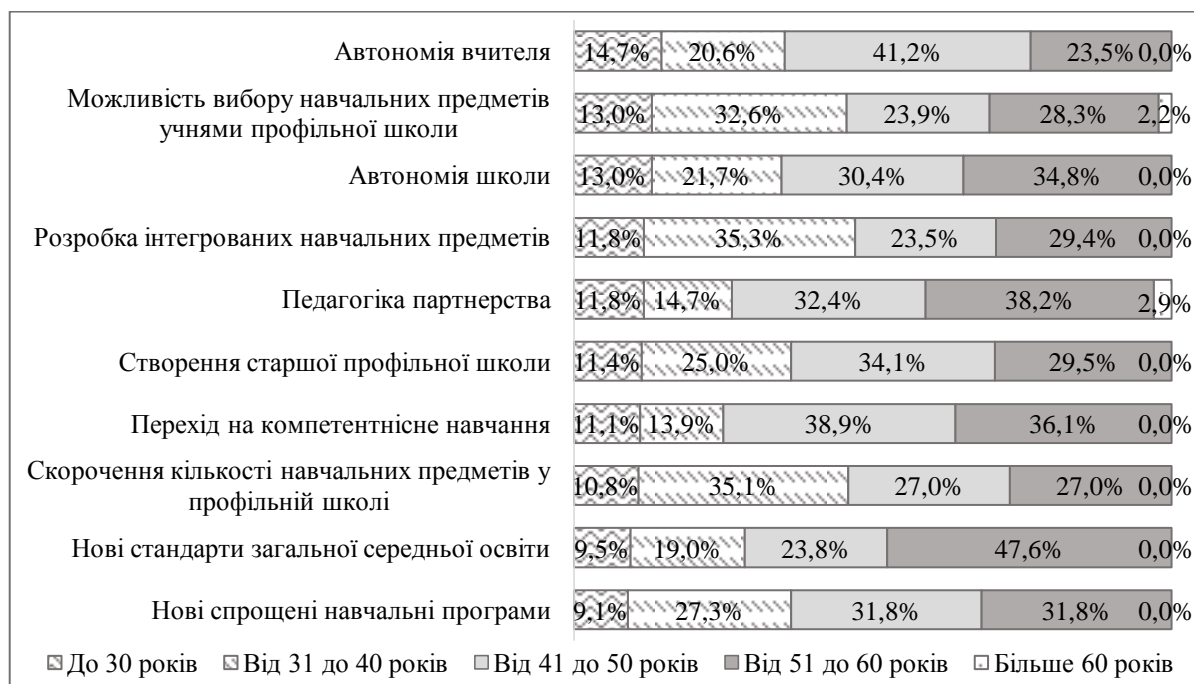 Автономія вчителя
14,7% 20,6% 41,2% 23,5% 0,0%
Можливість вибору навчальних предметів
учнями профільної школи
13,0% 32,6% 23,9% 28,3% 2,2%
Автономія школи
13,0% 21,7% 30,4% 34,8% 0,0%
Розробка інтегрованих навчальних предметів
11,8% 35,3% 23,5% 29,4% 0,0%
Педагогіка партнерства
11,8% 14,7% 32,4% 38,2% 2,9%
Створення старшої профільної школи
11,4% 25,0% 34,1% 29,5% 0,0%
Перехід на компетентнісне навчання
11,1% 13,9% 38,9% 36,1% 0,0%
Скорочення кількості навчальних предметів у
профільній школі
10,8% 35,1% 27,0% 27,0% 0,0%
Нові стандарти загальної середньої освіти
9,5% 19,0% 23,8% 47,6% 0,0%
Нові спрощені навчальні програми
9,1% 27,3% 31,8% 31,8% 0,0%
До 30 років Від 31 до 40 років Від 41 до 50 років Від 51 до 60 років Більше 60 років